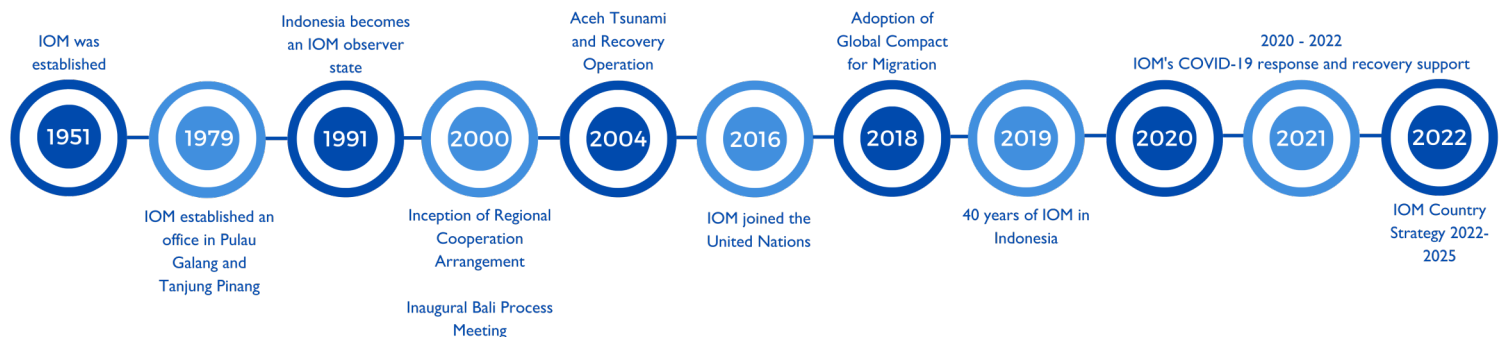 IOM was
established
1951
1979
IOM established an
office in Pulau
Galang and
Tanjung Pinang
Indonesia becomes
an IOM observer
state
1991
2000
Inception of Regional
Cooperation
Arrangement
Inaugural Bali Process
Meeting
Aceh Tsunami
and Recovery
Operation
2004
2016
IOM joined the
United Nations
Adoption of
Global Compact
for Migration
2018
2019
40 years of IOM in
Indonesia
2020 - 2022
IOM's COVID-19 response and recovery support
2020
2021
2022
IOM Country
Strategy 2022-
2025